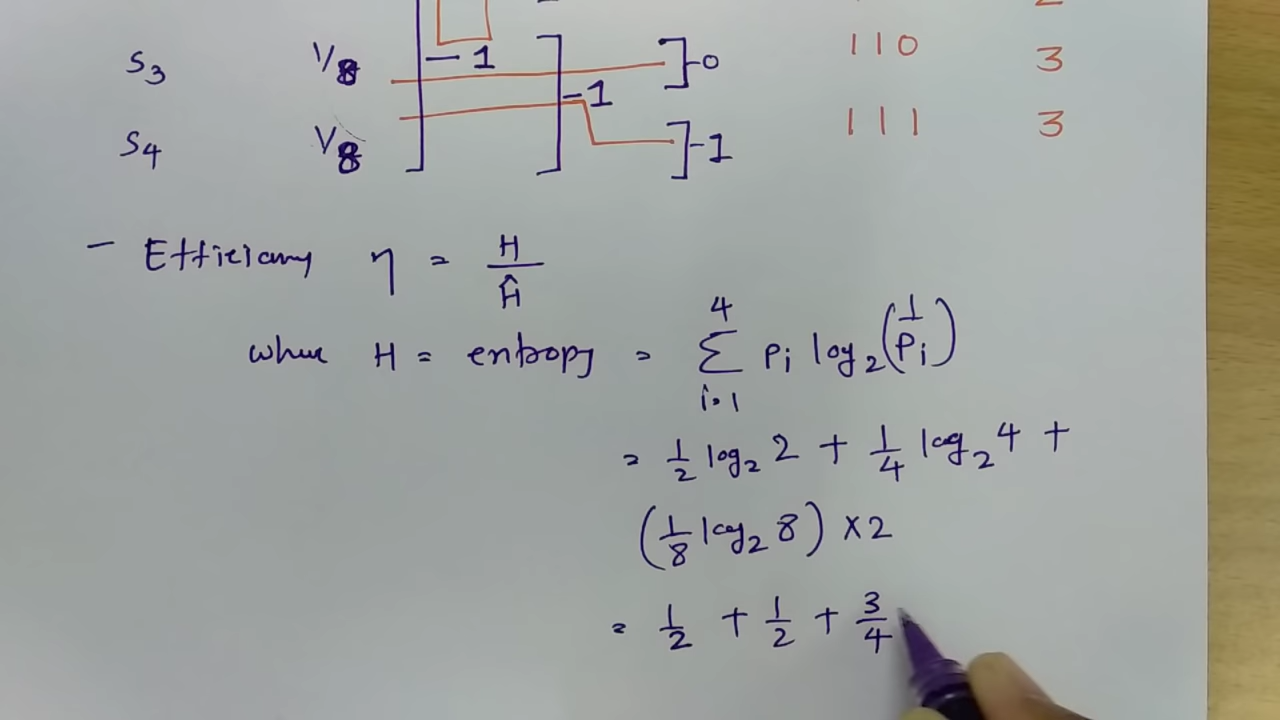 S3 1/8 1 0 110 3
1
S4 1/8 1 111 3
- Efficiency η = H / Ĥ
where H = entropy = Σ i=1 4 Pi log2 (1/Pi)
= 1/2 log2 2 + 1/4 log2 4 +
(1/8 log2 8) × 2
= 1/2 + 1/2 + 3/4